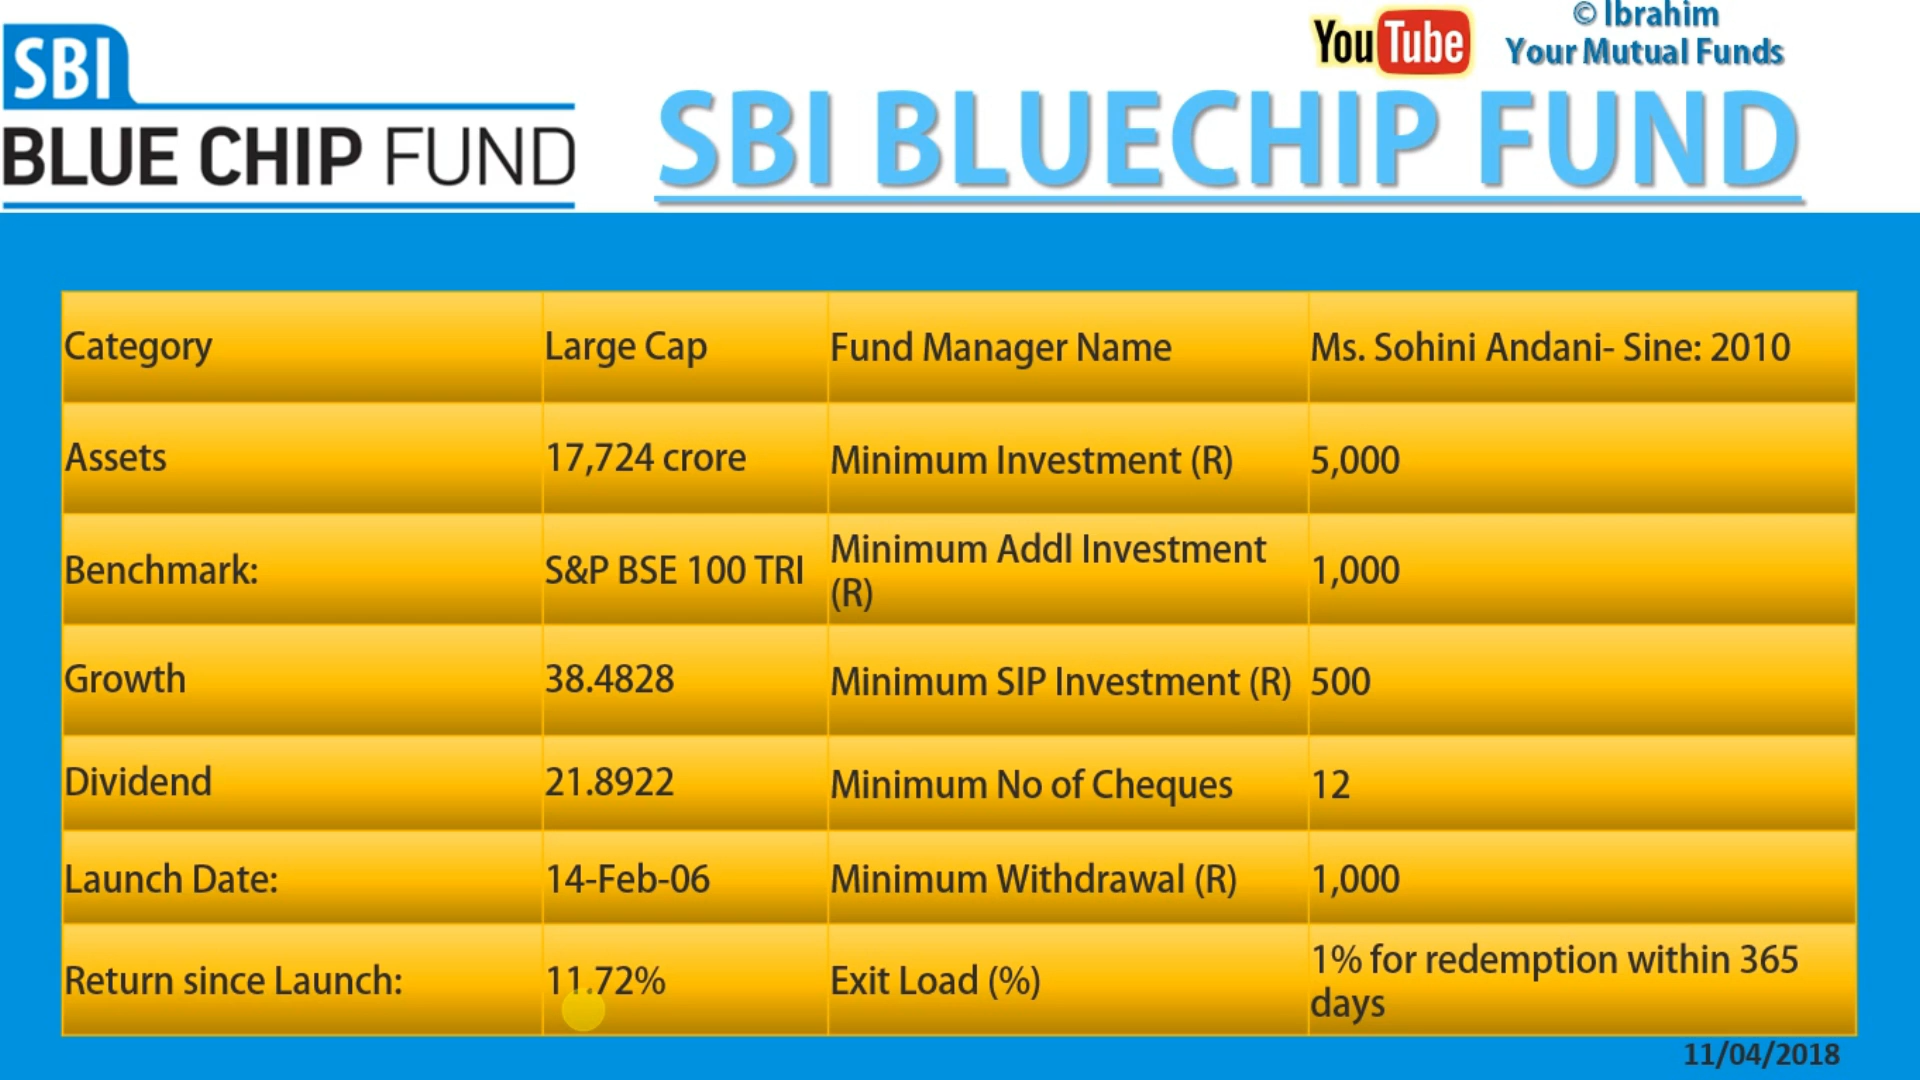 SBI
BLUE CHIP FUND
You Tube
© Ibrahim
Your Mutual Funds
SBI BLUECHIP FUND
Category Large Cap Fund Manager Name Ms. Sohini Andani- Sine: 2010
Assets 17,724 crore Minimum Investment (R) 5,000
Benchmark: S&P BSE 100 TRI Minimum Addl Investment
(R) 1,000
Growth 38.4828 Minimum SIP Investment (R) 500
Dividend 21.8922 Minimum No of Cheques 12
Launch Date: 14-Feb-06 Minimum Withdrawal (R) 1,000
Return since Launch: 11.72% Exit Load (%) 1% for redemption within 365
days
11/04/2018